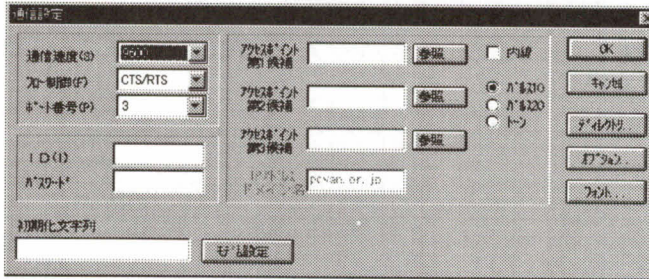 通信設定
通信速度(S) 9600
フロー制御(F) CTS/RTS
ポート番号(P) 3
ID(I)
パスワード
初期化文字列
モデム設定
アクセスポイント 第1候補 参照
アクセスポイント 第2候補 参照
アクセスポイント 第3候補 参照
IPアドレス
ドメイン名 pcvan.or.jp
内線
パルス10
パルス20
トーン
OK
キャンセル
ディレクトリ...
オプション...
フォント...